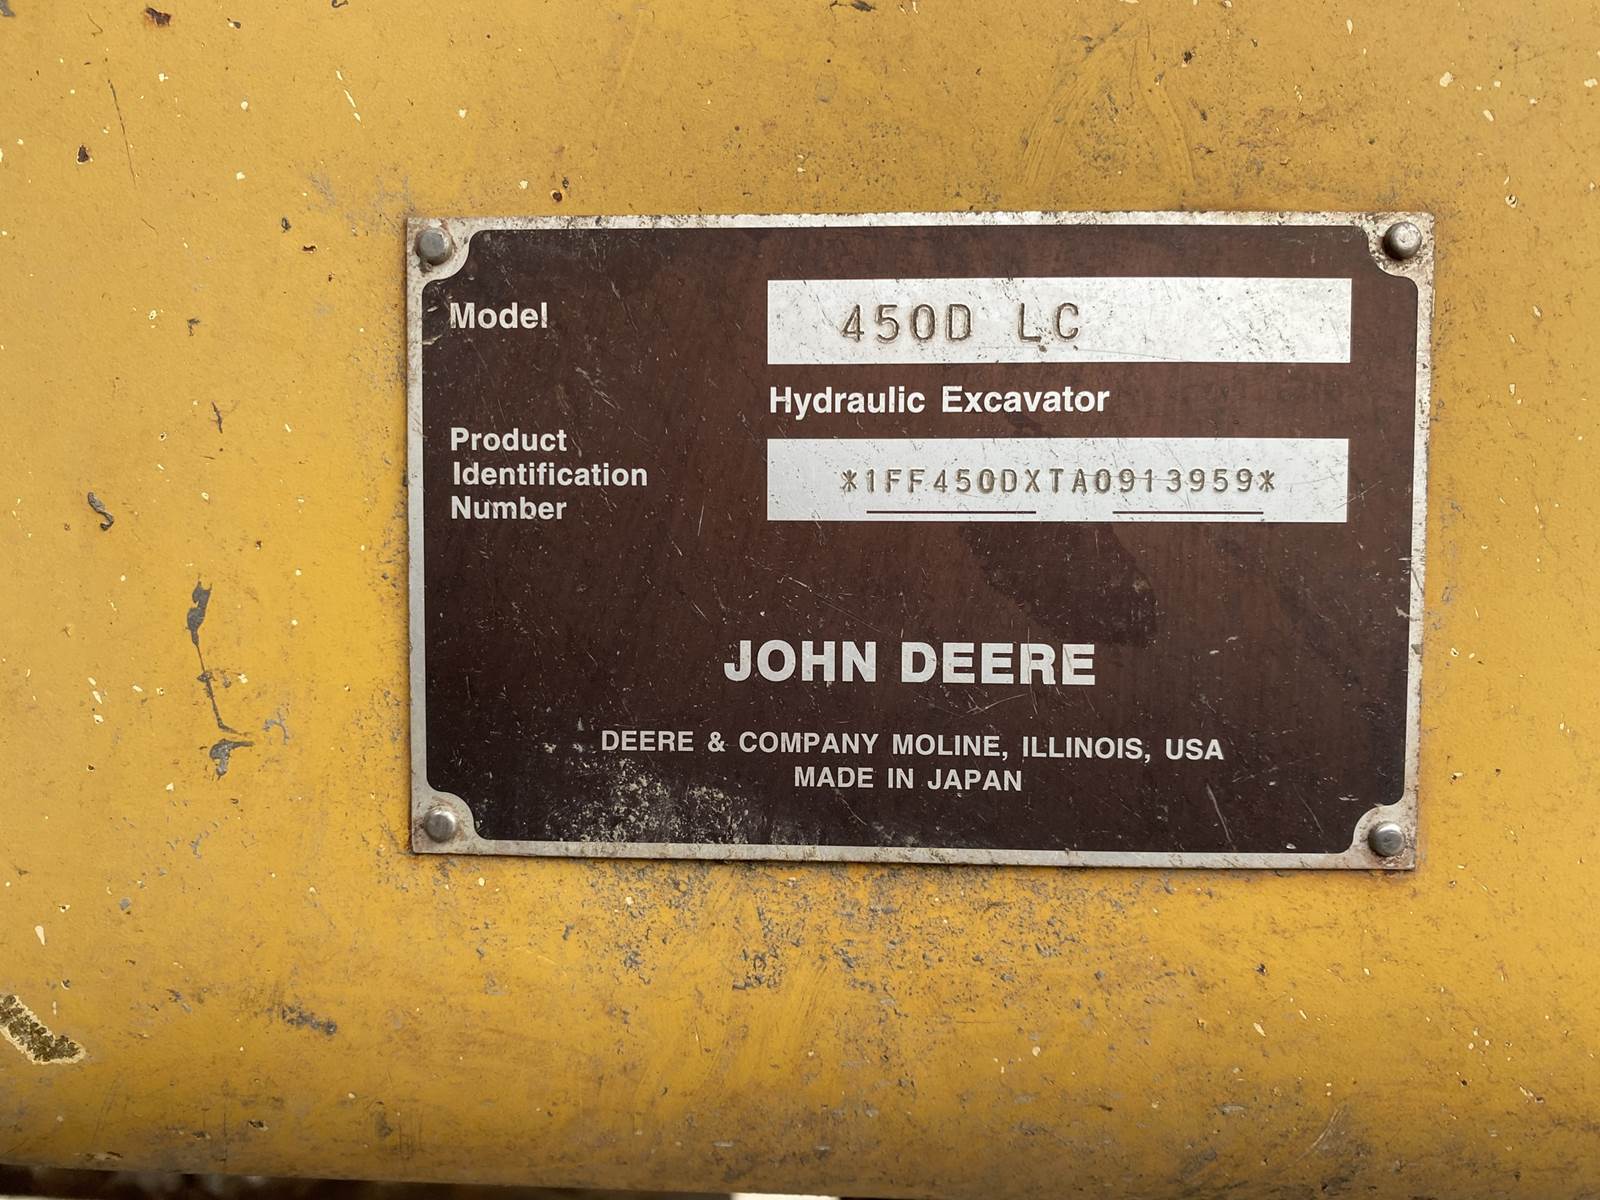 Model
450D LC
Hydraulic Excavator
Product
Identification
Number
*1FF450DXTA0913959*
JOHN DEERE
DEERE & COMPANY MOLINE, ILLINOIS, USA
MADE IN JAPAN